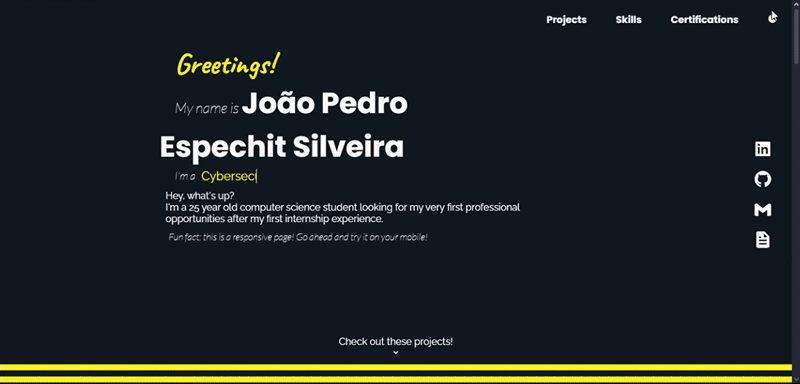 Projects Skills Certifications
Greetings!
My name is João Pedro
Espechit Silveira
I'm a Cybersec
Hey, what's up?
I'm a 25 year old computer science student looking for my very first professional
opportunities after my first internship experience.
Fun fact: this is a responsive page! Go ahead and try it on your mobile!
in
Check out these projects!